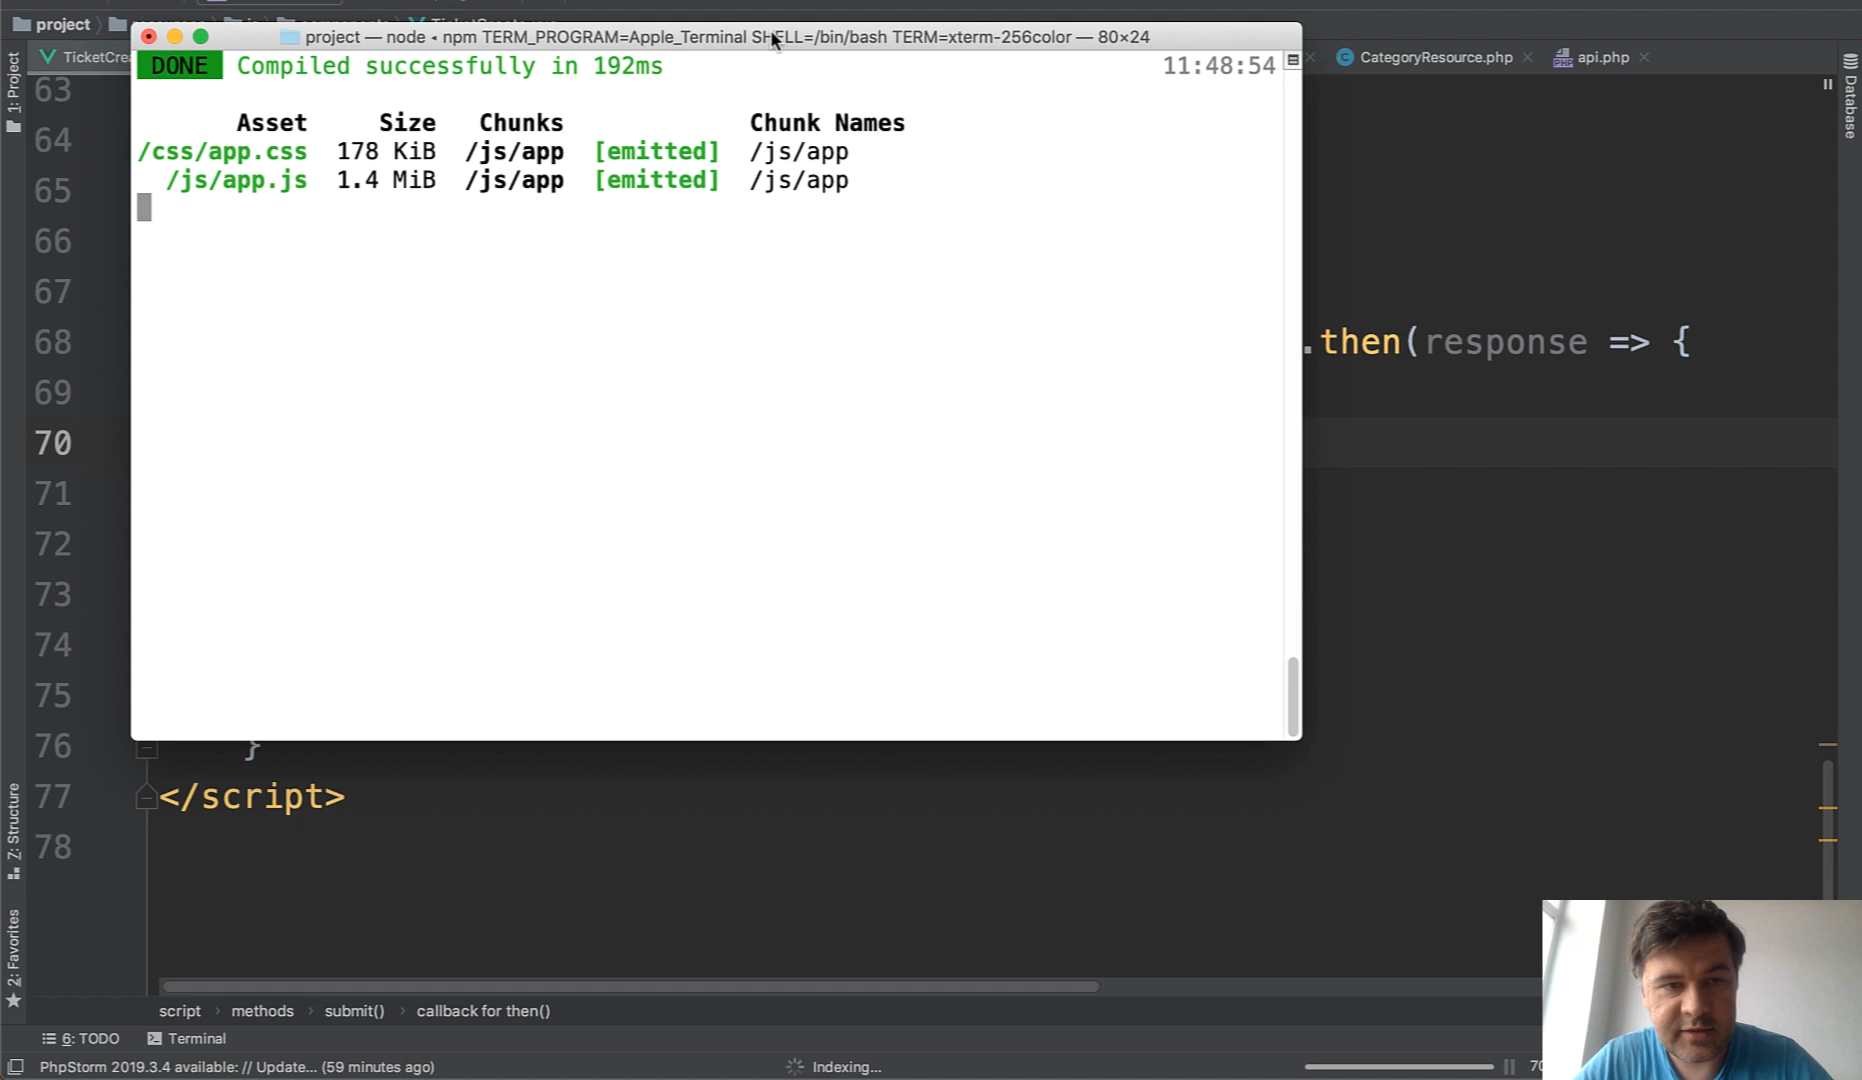 project
TicketCrea
project — node ◂ npm TERM_PROGRAM=Apple_Terminal SHELL=/bin/bash TERM=xterm-256color — 80×24
CategoryResource.php
api.php
DONE Compiled successfully in 192ms 11:48:54
Asset Size Chunks Chunk Names
/css/app.css 178 KiB /js/app [emitted] /js/app
/js/app.js 1.4 MiB /js/app [emitted] /js/app
1: Project
Database
63
64
65
66
67
68 .then(response => {
69
70
71
72
73
74
75
76 }
77 </script>
78
Z: Structure
2: Favorites
script › methods › submit() › callback for then()
6: TODO Terminal
PhpStorm 2019.3.4 available: // Update... (59 minutes ago) Indexing...